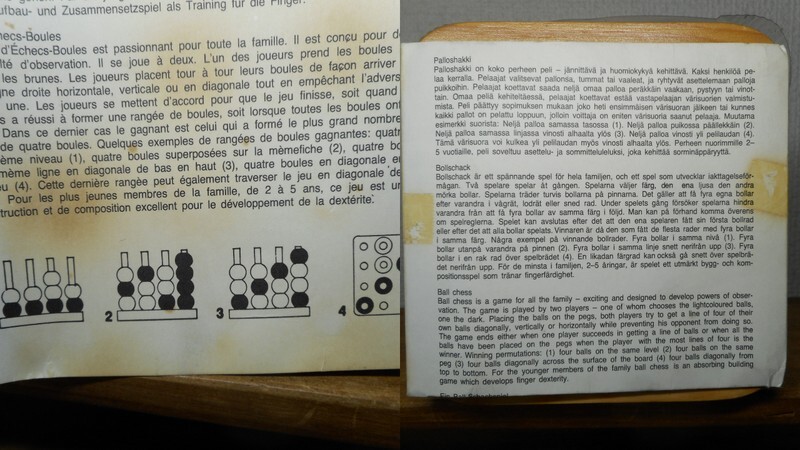 ufbau- und Zusammensetzspiel als Training für die Finger.
hecs-Boules
d'Échecs-Boules est passionnant pour toute la famille. Il est conçu pour d
lté d'observation. Il se joue à deux. L'un des joueurs prend les boules
les brunes. Les joueurs placent tour à tour leurs boules de façon arriver
gne droite horizontale, verticale ou en diagonale tout en empêchant l'advers
une. Les joueurs se mettent d'accord pour que le jeu finisse, soit quand
s a réussi à former une rangée de boules, soit lorsque toutes les boules ont
Dans ce dernier cas le gagnant est celui qui a formé le plus grand nombre
de quatre boules. Quelques exemples de rangées de boules gagnantes: quatr
ème niveau (1), quatre boules superposées sur la mèmefiche (2), quatre bo
mème ligne en diagonale de bas en haut (3), quatre boules en diagonale en
eu (4). Cette dernière rangèe peut également traverser le jeu en diagonale de
Pour les plus jeunes membres de la famille, de 2 à 5 ans, ce jeu est un
truction et de composition excellent pour le développement de la dextérité.
2
3
4
Palloshakki
Palloshakki on koko perheen peli – jännittävä ja huomiokykyä kehittävä. Kaksi henkilöä pe-
laa kerralla. Pelaajat valitsevat pallonsa, tummat tai vaaleat, ja ryhtyvät asettelemaan palloja
pulkkoihin. Pelaajat koettavat saada neljä omaa palloa peräkkäin vaakaan, pystyyn tai vinot-
tain. Omaa peliä kehiteltäessä, pelaajat koettavat estää vastapelaajan värisuorien valmistu-
mista. Peli päättyy sopimuksen mukaan joko heti ensimmäisen värisuoran jälkeen tai kunnes
kaikki pallot on pelattu loppuun, jolloin voittaja on eniten värisuoria saanut pelaaja. Muutama
esimerkki suorista: Neljä palloa samassa tasossa (1). Neljä palloa pulkossa päällekkäin (2).
Neljä palloa samassa linjassa vinosti alhaalta ylös (3). Neljä palloa vinosti yli pelilaudan (4).
Tämä värisuora voi kulkea yli pelilaudan myös vinosti alhaalta ylös. Perheen nuorimmille 2–
5 vuotiaille, peli soveltuu asettelu- ja sommitteluleluksi, joka kehittää sorminäppäryyttä.
Bollschack
Bollschack är ett spännande spel för hela familjen, och ett spel som utvecklar iakttagelseför-
mågan. Två spelare spelar åt gången. Spelarna väljer färg, den ena ljusa den andra
mörka bollar. Spelarna träder turvis bollarna på pinnarna. Det gäller att få fyra egna bollar
efter varandra i vågrät, lodrät eller sned rad. Under spelets gång försöker spelarna hindra
varandra från att få fyra bollar av samma färg i följd. Man kan på förhand komma överens
om spelreglerna. Spelet kan avslutas efter det att den ena spelaren fått sin första bollrad
eller efter det att alla bollar spelats. Vinnaren är då den som fått de flesta rader med fyra bollar
i samma färg. Några exempel på vinnande bollrader. Fyra bollar i samma nivå (1). Fyra
bollar utanpå varandra på pinnen (2). Fyra bollar i samma linje snett nerifrån upp (3). Fyra
bollar i en rak rad över spelbrädet (4). En likadan färgrad kan också gå snett över spelbrä-
det nerifrån upp. För de minsta i familjen, 2–5 åringar, är spelet ett utmärkt bygg- och kom-
positionsspel som tränar fingerfärdighet.
Ball chess
Ball chess is a game for all the family – exciting and designed to develop powers of obser-
vation. The game is played by two players – one of whom chooses the lightcoloured balls,
one the dark. Placing the balls on the pegs, both players try to get a line of four of their
own balls diagonally, vertically or horizontally while preventing his opponent from doing so.
The game ends either when one player succeeds in getting a line of balls or when all the
balls have been placed on the pegs when the player with the most lines of four is the
winner. Winning permutations: (1) four balls on the same level (2) four balls on the same
peg (3) four balls diagonally across the surface of the board (4) four balls diagonally from
top to bottom. For the younger members of the family ball chess is an absorbing building
game which develops finger dexterity.